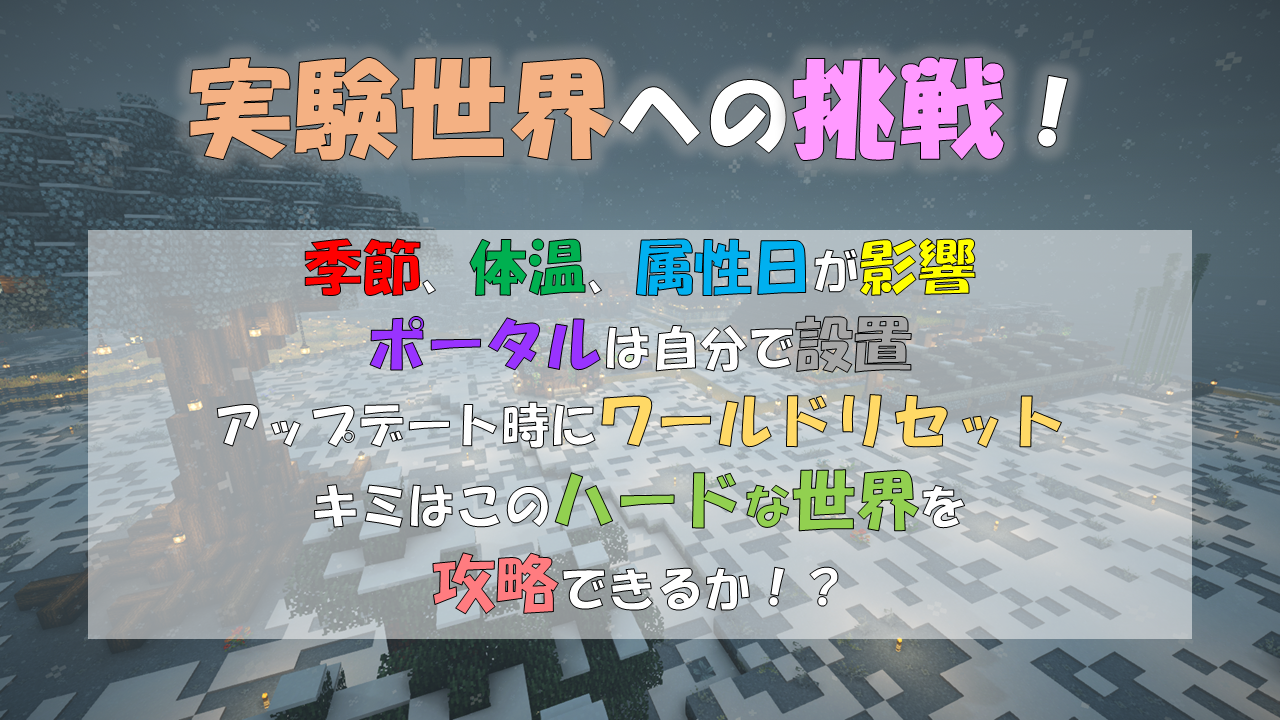 実験世界への挑戦！
季節、体温、属性日が影響
ポータルは自分で設置
アップデート時にワールドリセット
キミはこのハードな世界を
攻略できるか！？